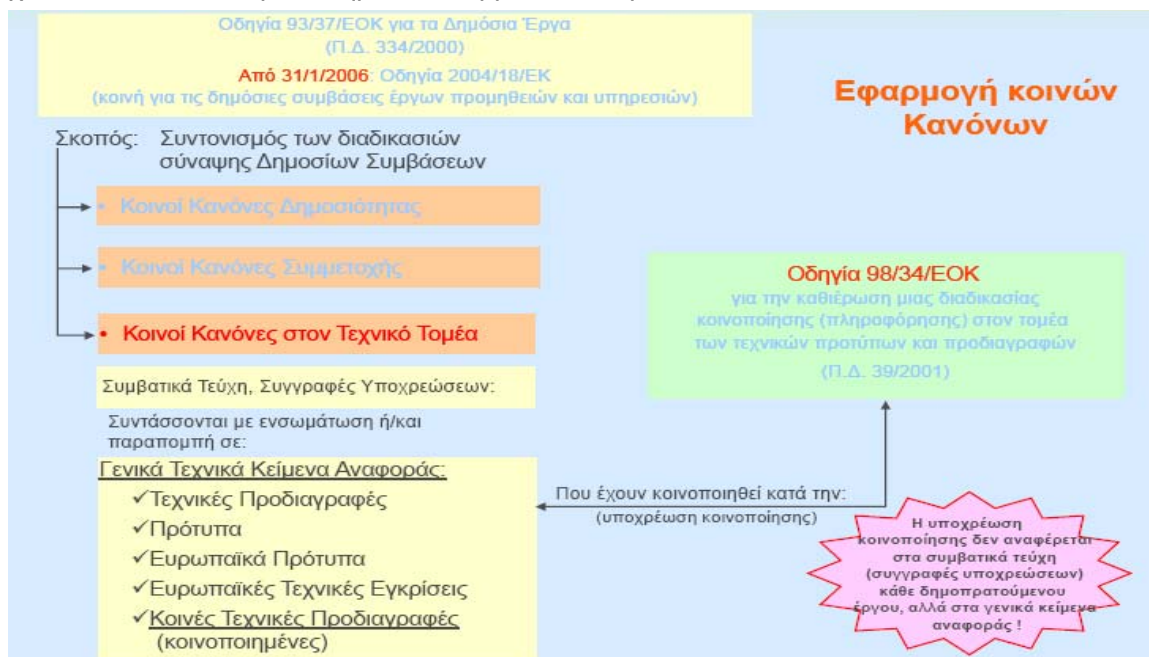 Οδηγία 93/37/ΕΟΚ για τα Δημόσια Έργα
(Π.Δ. 334/2000)
Από 31/1/2006: Οδηγία 2004/18/ΕΚ
(κοινή για τις δημόσιες συμβάσεις έργων προμηθειών και υπηρεσιών)
Εφαρμογή κοινών
Κανόνων
Σκοπός: Συντονισμός των διαδικασιών
σύναψης Δημοσίων Συμβάσεων
• Κοινοί Κανόνες Δημοσιότητας
• Κοινοί Κανόνες Συμμετοχής
• Κοινοί Κανόνες στον Τεχνικό Τομέα
Οδηγία 98/34/ΕΟΚ
για την καθιέρωση μιας διαδικασίας
κοινοποίησης (πληροφόρησης) στον τομέα
των τεχνικών προτύπων και προδιαγραφών
(Π.Δ. 39/2001)
Συμβατικά Τεύχη, Συγγραφές Υποχρεώσεων:
Συντάσσονται με ενσωμάτωση ή/και
παραπομπή σε:
Γενικά Τεχνικά Κείμενα Αναφοράς:
✓Τεχνικές Προδιαγραφές
✓Πρότυπα
✓Ευρωπαϊκά Πρότυπα
✓Ευρωπαϊκές Τεχνικές Εγκρίσεις
✓Κοινές Τεχνικές Προδιαγραφές
(κοινοποιημένες)
Που έχουν κοινοποιηθεί κατά την:
(υποχρέωση κοινοποίησης)
Η υποχρέωση
κοινοποίησης δεν αναφέρεται
στα συμβατικά τεύχη
(συγγραφές υποχρεώσεων)
κάθε δημοπρατούμενου
έργου, αλλά στα γενικά κείμενα
αναφοράς !